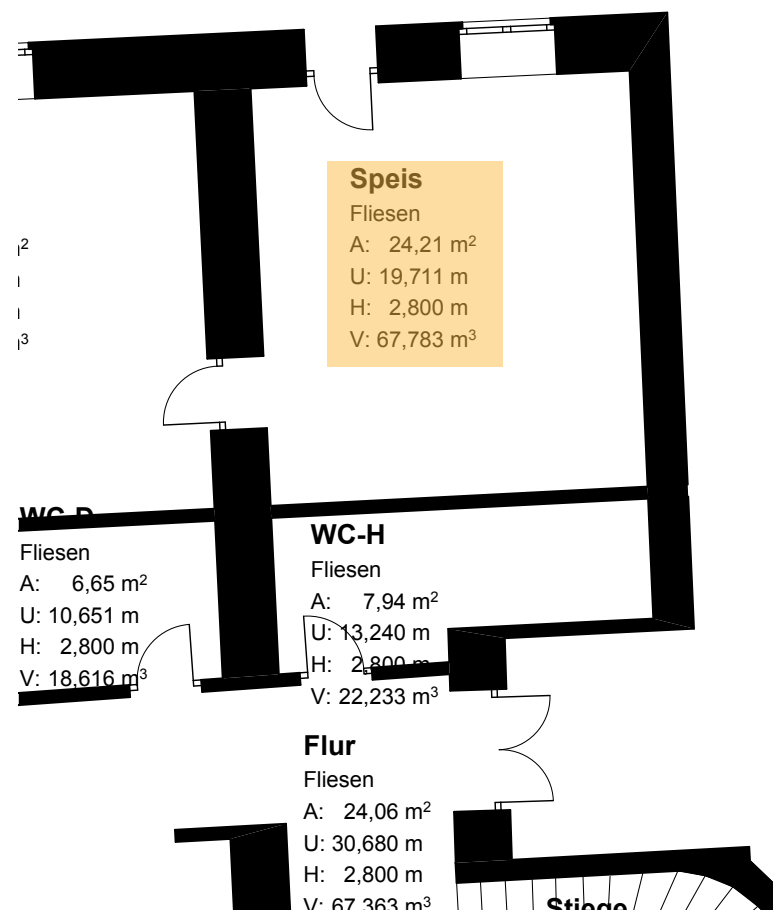 Speis
Fliesen
A: 24,21 m²
U: 19,711 m
H: 2,800 m
V: 67,783 m³
WC-D
Fliesen
A: 6,65 m²
U: 10,651 m
H: 2,800 m
V: 18,616 m³
WC-H
Fliesen
A: 7,94 m²
U: 13,240 m
H: 2,800 m
V: 22,233 m³
Flur
Fliesen
A: 24,06 m²
U: 30,680 m
H: 2,800 m
V: 67,363 m³
Stiege